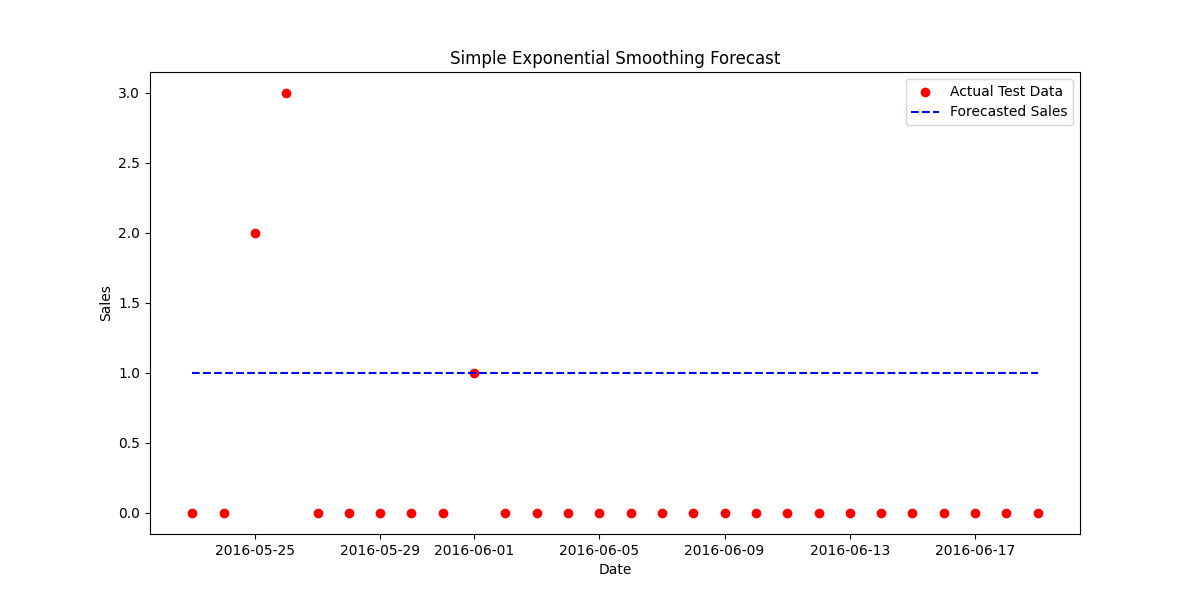 Simple Exponential Smoothing Forecast
Actual Test Data
Forecasted Sales
3.0
2.5
2.0
1.5
1.0
0.5
0.0
Sales
2016-05-25 2016-05-29 2016-06-01 2016-06-05 2016-06-09 2016-06-13 2016-06-17
Date